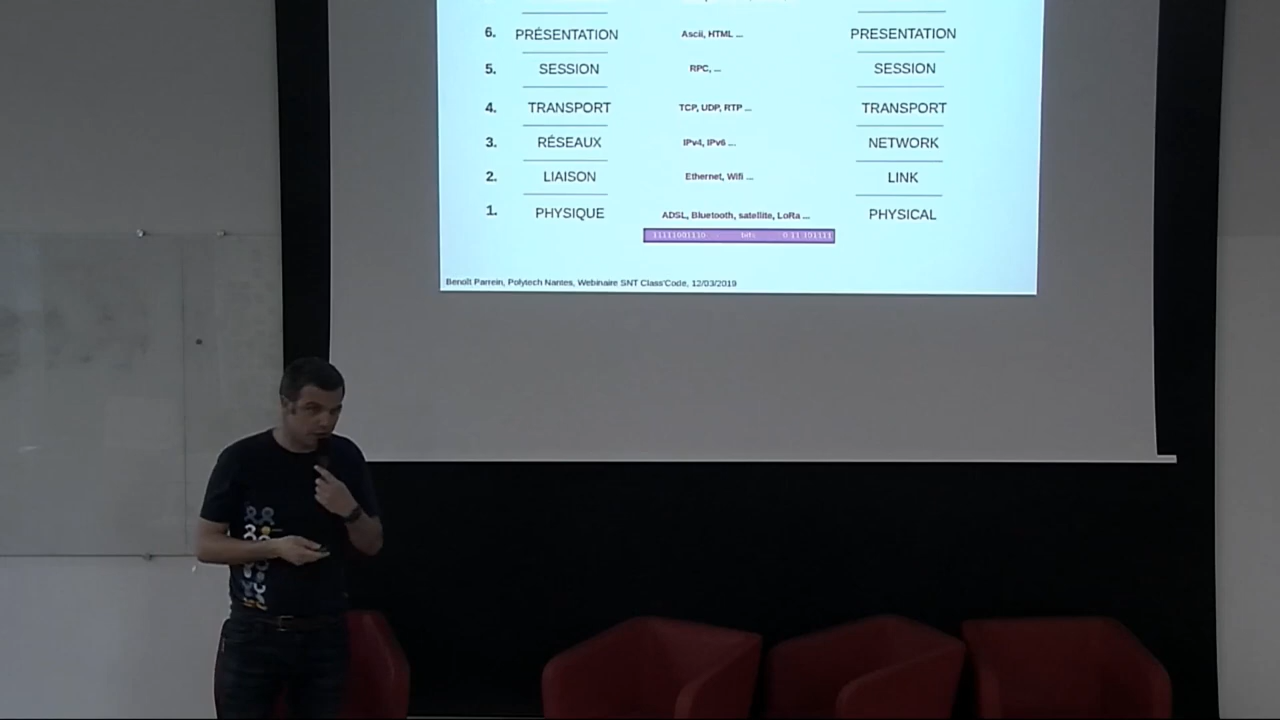 6. PRÉSENTATION Ascii, HTML ... PRESENTATION
5. SESSION RPC, ... SESSION
4. TRANSPORT TCP, UDP, RTP ... TRANSPORT
3. RÉSEAUX IPv4, IPv6 ... NETWORK
2. LIAISON Ethernet, Wifi ... LINK
1. PHYSIQUE ADSL, Bluetooth, satellite, LoRa ... PHYSICAL
bits
Benoît Parrein, Polytech Nantes, Webinaire SNT Class'Code, 12/03/2019